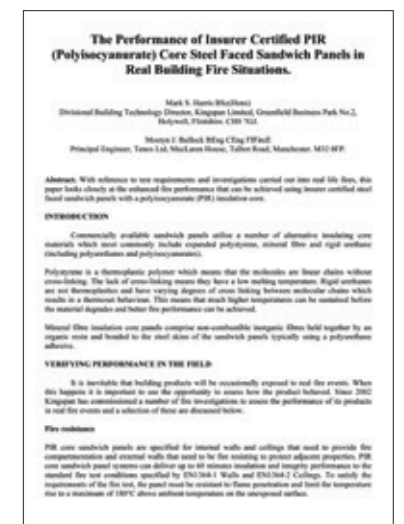 The Performance of Insurer Certified PIR
(Polyisocyanurate) Core Steel Faced Sandwich Panels in
Real Building Fire Situations.
Mark S. Harris BSc(Hons)
Divisional Building Technology Director, Kingspan Limited, Greenfield Business Park No.2,
Holywell, Flintshire. CH8 7GJ.
Mostyn J. Bullock BEng CEng FIFireE
Principal Engineer, Tenos Ltd, MacLaren House, Talbot Road, Manchester. M32 0FP.
Abstract. With reference to test requirements and investigations carried out into real life fires, this
paper looks closely at the enhanced fire performance that can be achieved using insurer certified steel
faced sandwich panels with a polyisocyanurate (PIR) insulation core.
INTRODUCTION
Commercially available sandwich panels utilise a number of alternative insulating core
materials which most commonly include expanded polystyrene, mineral fibre and rigid urethane
(including polyurethanes and polyisocyanurates).
Polystyrene is a thermoplastic polymer which means that the molecules are linear chains without
cross-linking. The lack of cross-linking means they have a low melting temperature. Rigid urethanes
are not thermoplastics and have varying degrees of cross linking between molecular chains which
results in a thermoset behaviour. This means that much higher temperatures can be sustained before
the material degrades and better fire performance can be achieved.
Mineral fibre insulation core panels comprise non-combustible inorganic fibres held together by an
organic resin and bonded to the steel skins of the sandwich panels typically using a polyurethane
adhesive.
VERIFYING PERFORMANCE IN THE FIELD
It is inevitable that building products will be occasionally exposed to real fire events. When
this happens it is important to use the opportunity to assess how the product behaved. Since 2002
Kingspan has commissioned a number of fire investigations to assess the performance of its products
in real fire events and a selection of these are discussed below.
Fire resistance
PIR core sandwich panels are specified for internal walls and ceilings that need to provide fire
compartmentation and external walls that need to be fire resisting to protect adjacent properties. PIR
core sandwich panel systems can deliver up to 60 minutes insulation and integrity performance to the
standard fire test conditions specified by EN1364-1 Walls and EN1364-2 Ceilings. To satisfy the
requirements of the fire test, the panel must be resistant to flame penetration and limit the temperature
rise to a maximum of 180°C above ambient temperature on the unexposed surface.